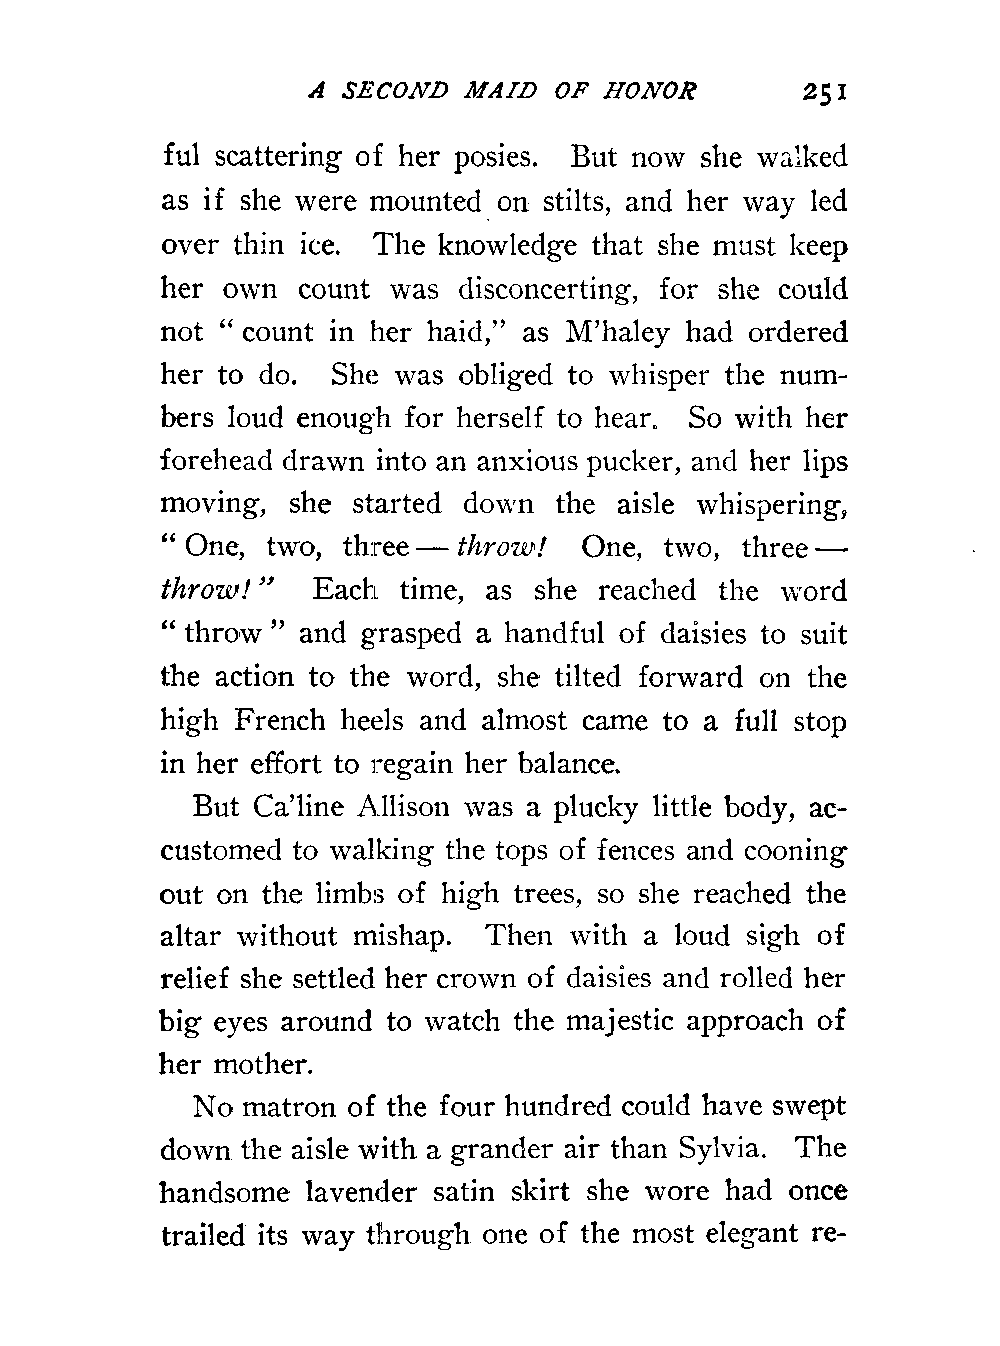 A SECOND MAID OF HONOR 251
ful scattering of her posies. But now she walked
as if she were mounted on stilts, and her way led
over thin ice. The knowledge that she must keep
her own count was disconcerting, for she could
not “ count in her haid,” as M’haley had ordered
her to do. She was obliged to whisper the num-
bers loud enough for herself to hear. So with her
forehead drawn into an anxious pucker, and her lips
moving, she started down the aisle whispering,
“ One, two, three — throw! One, two, three —
throw! ” Each time, as she reached the word
“ throw ” and grasped a handful of daisies to suit
the action to the word, she tilted forward on the
high French heels and almost came to a full stop
in her effort to regain her balance.
But Ca’line Allison was a plucky little body, ac-
customed to walking the tops of fences and cooning
out on the limbs of high trees, so she reached the
altar without mishap. Then with a loud sigh of
relief she settled her crown of daisies and rolled her
big eyes around to watch the majestic approach of
her mother.
No matron of the four hundred could have swept
down the aisle with a grander air than Sylvia. The
handsome lavender satin skirt she wore had once
trailed its way through one of the most elegant re-